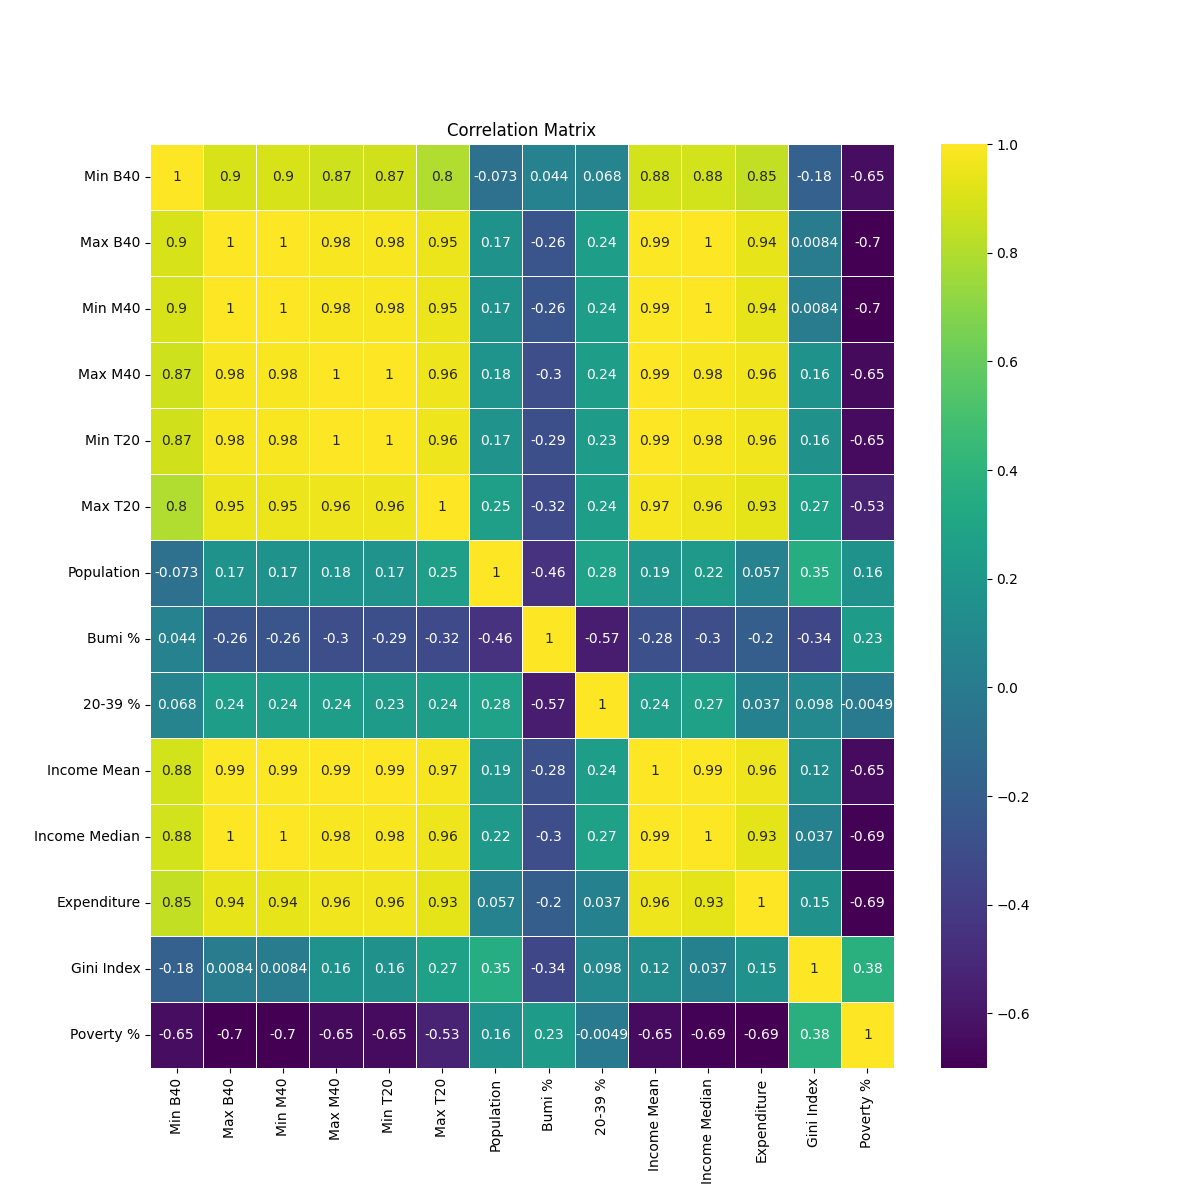 Correlation Matrix
Min B40 1 0.9 0.9 0.87 0.87 0.8 -0.073 0.044 0.068 0.88 0.88 0.85 -0.18 -0.65
Max B40 0.9 1 1 0.98 0.98 0.95 0.17 -0.26 0.24 0.99 1 0.94 0.0084 -0.7
Min M40 0.9 1 1 0.98 0.98 0.95 0.17 -0.26 0.24 0.99 1 0.94 0.0084 -0.7
Max M40 0.87 0.98 0.98 1 1 0.96 0.18 -0.3 0.24 0.99 0.98 0.96 0.16 -0.65
Min T20 0.87 0.98 0.98 1 1 0.96 0.17 -0.29 0.23 0.99 0.98 0.96 0.16 -0.65
Max T20 0.8 0.95 0.95 0.96 0.96 1 0.25 -0.32 0.24 0.97 0.96 0.93 0.27 -0.53
Population -0.073 0.17 0.17 0.18 0.17 0.25 1 -0.46 0.28 0.19 0.22 0.057 0.35 0.16
Bumi % 0.044 -0.26 -0.26 -0.3 -0.29 -0.32 -0.46 1 -0.57 -0.28 -0.3 -0.2 -0.34 0.23
20-39 % 0.068 0.24 0.24 0.24 0.23 0.24 0.28 -0.57 1 0.24 0.27 0.037 0.098 -0.0049
Income Mean 0.88 0.99 0.99 0.99 0.99 0.97 0.19 -0.28 0.24 1 0.99 0.96 0.12 -0.65
Income Median 0.88 1 1 0.98 0.98 0.96 0.22 -0.3 0.27 0.99 1 0.93 0.037 -0.69
Expenditure 0.85 0.94 0.94 0.96 0.96 0.93 0.057 -0.2 0.037 0.96 0.93 1 0.15 -0.69
Gini Index -0.18 0.0084 0.0084 0.16 0.16 0.27 0.35 -0.34 0.098 0.12 0.037 0.15 1 0.38
Poverty % -0.65 -0.7 -0.7 -0.65 -0.65 -0.53 0.16 0.23 -0.0049 -0.65 -0.69 -0.69 0.38 1
Min B40
Max B40
Min M40
Max M40
Min T20
Max T20
Population
Bumi %
20-39 %
Income Mean
Income Median
Expenditure
Gini Index
Poverty %
1.0
0.8
0.6
0.4
0.2
0.0
−0.2
−0.4
−0.6